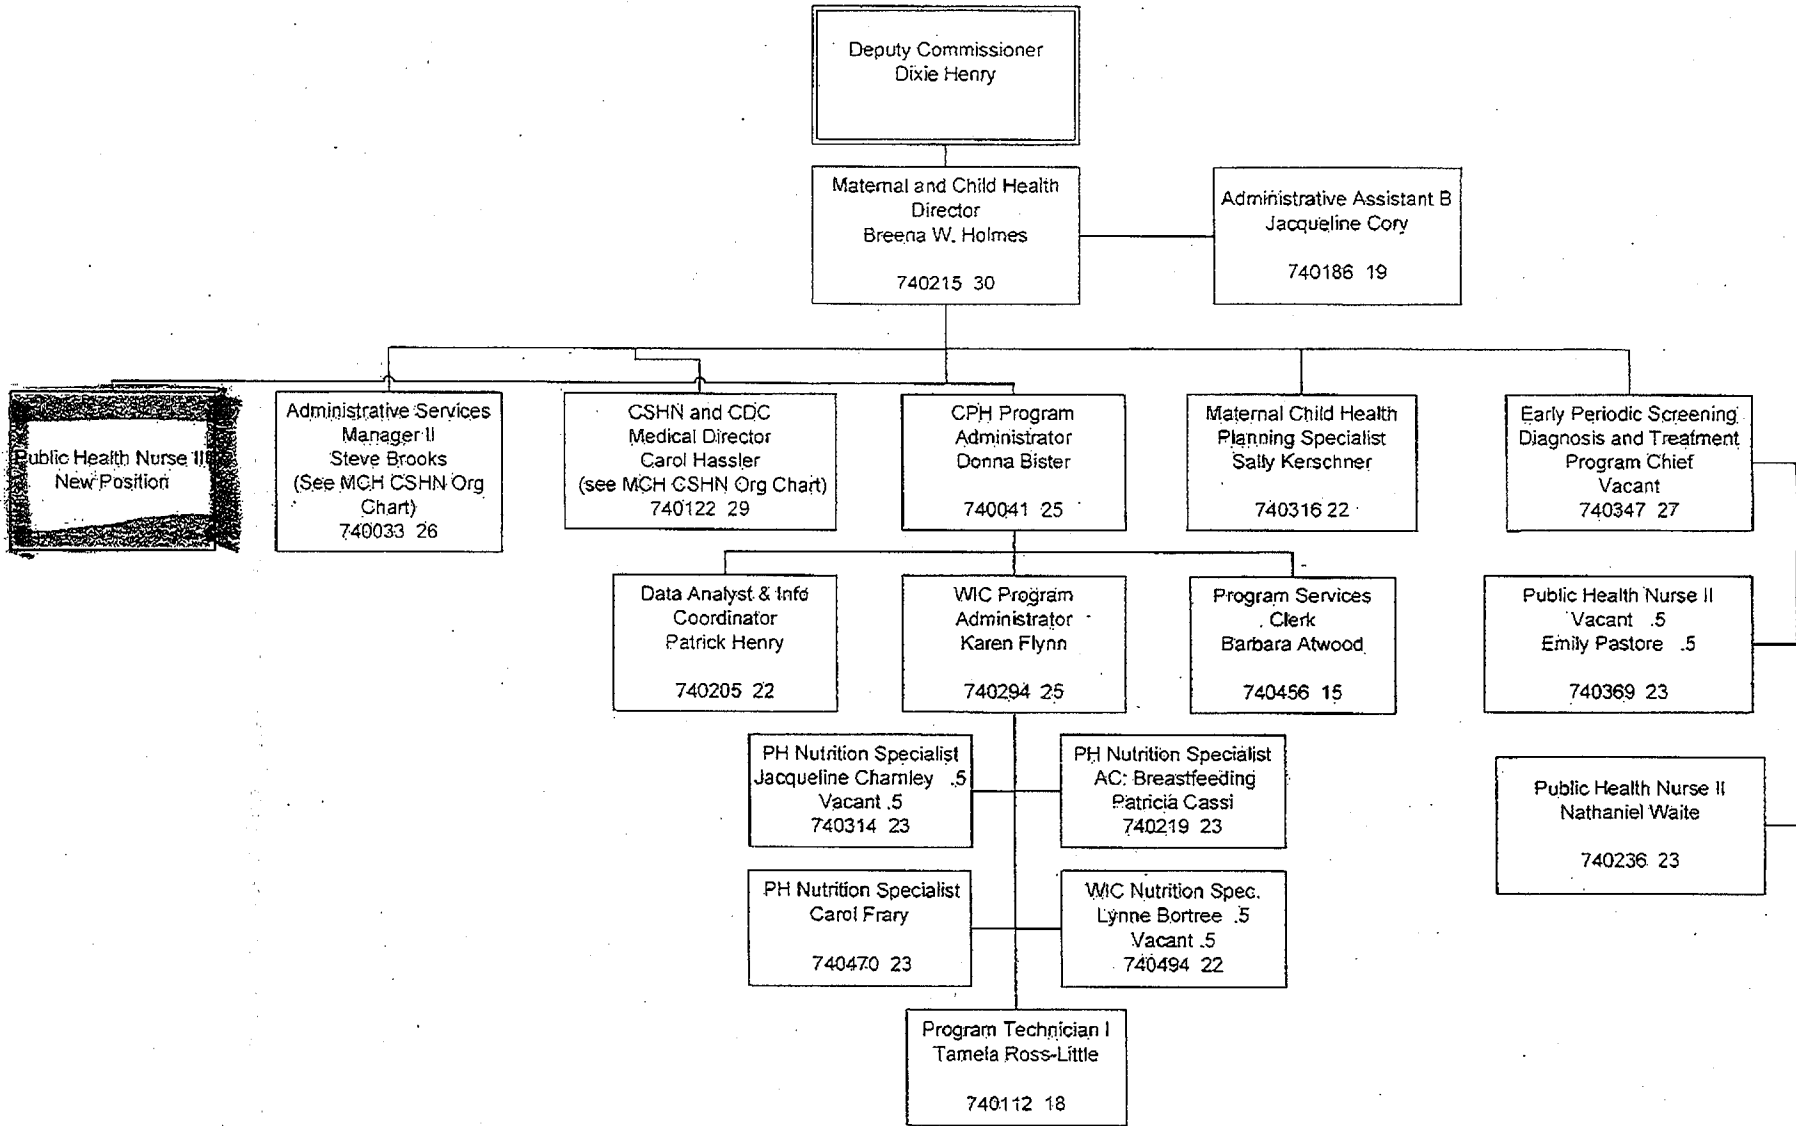 Deputy Commissioner
Dixie Henry
Maternal and Child Health
Director
Breena W. Holmes
740215 30
Administrative Assistant B
Jacqueline Cory
740186 19
Public Health Nurse III
New Position
Administrative Services
Manager II
Steve Brooks
(See MCH CSHN Org
Chart)
740033 26
CSHN and CDC
Medical Director
Carol Hassler
(see MCH CSHN Org Chart)
740122 29
CPH Program
Administrator
Donna Bister
740041 25
Maternal Child Health
Planning Specialist
Sally Kerschner
740316 22
Early Periodic Screening
Diagnosis and Treatment
Program Chief
Vacant
740347 27
Data Analyst & Info
Coordinator
Patrick Henry
740205 22
WIC Program
Administrator
Karen Flynn
740294 25
Program Services
Clerk
Barbara Atwood
740456 15
Public Health Nurse II
Vacant .5
Emily Pastore .5
740369 23
PH Nutrition Specialist
Jacqueline Charnley .5
Vacant .5
740314 23
PH Nutrition Specialist
AC: Breastfeeding
Patricia Cassi
740219 23
Public Health Nurse II
Nathaniel Waite
740236 23
PH Nutrition Specialist
Carol Frary
740470 23
WIC Nutrition Spec.
Lynne Bortree .5
Vacant .5
740494 22
Program Technician I
Tamela Ross-Little
740112 18